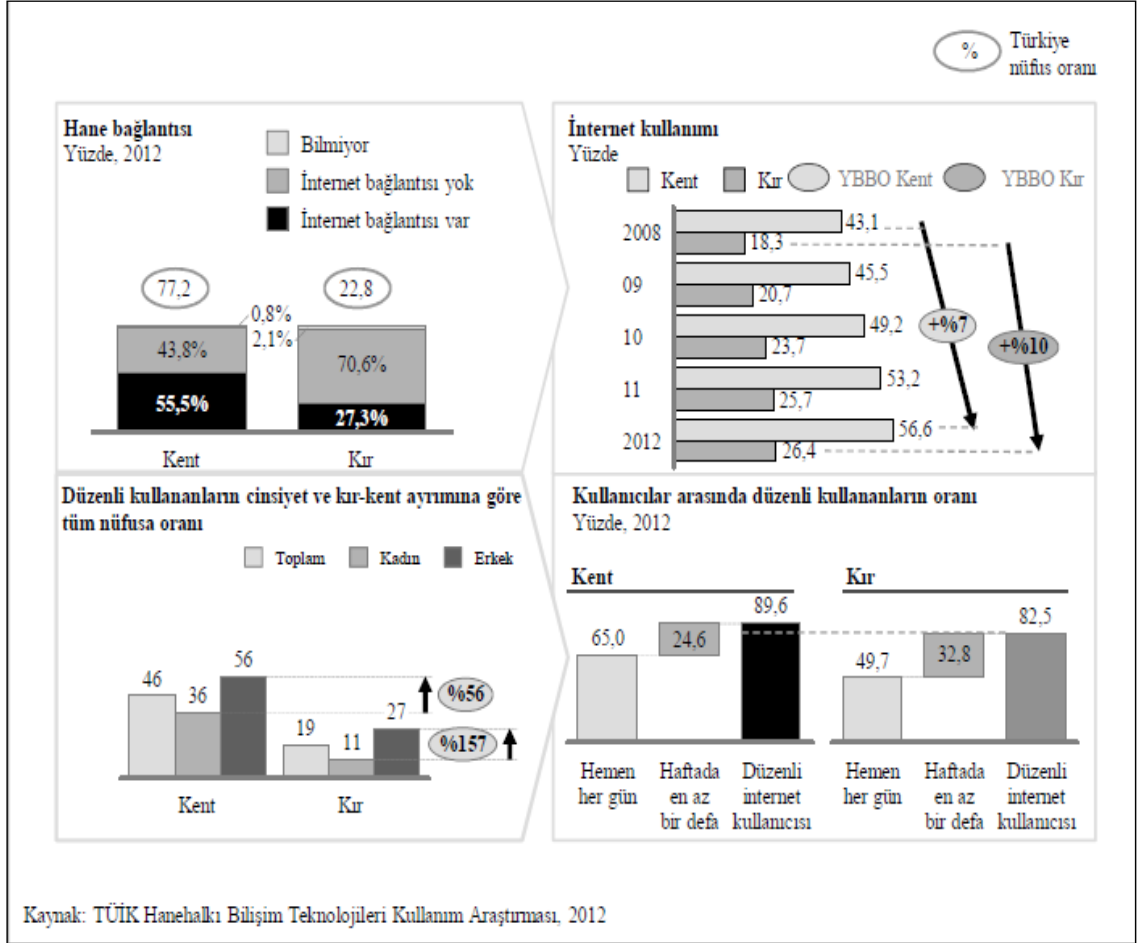 %
Türkiye
nüfus oranı
Hane bağlantısı
Yüzde, 2012
Bilmiyor
İnternet bağlantısı yok
İnternet bağlantısı var
77,2
22,8
0,8%
2,1%
43,8%
70,6%
55,5%
27,3%
Kent
Kır
İnternet kullanımı
Yüzde
Kent
Kır
YBBO Kent
YBBO Kır
2008
43,1
18,3
09
45,5
20,7
10
49,2
23,7
11
53,2
25,7
2012
56,6
26,4
+%7
+%10
Düzenli kullananların cinsiyet ve kır-kent ayrımına göre
tüm nüfusa oranı
Toplam
Kadın
Erkek
46
36
56
%56
19
11
27
%157
Kent
Kır
Kullanıcılar arasında düzenli kullananların oranı
Yüzde, 2012
Kent
65,0
24,6
89,6
Hemen
her gün
Haftada
en az
bir defa
Düzenli
internet
kullanıcısı
Kır
49,7
32,8
82,5
Hemen
her gün
Haftada
en az
bir defa
Düzenli
internet
kullanıcısı
Kaynak: TÜİK Hanehalkı Bilişim Teknolojileri Kullanım Araştırması, 2012